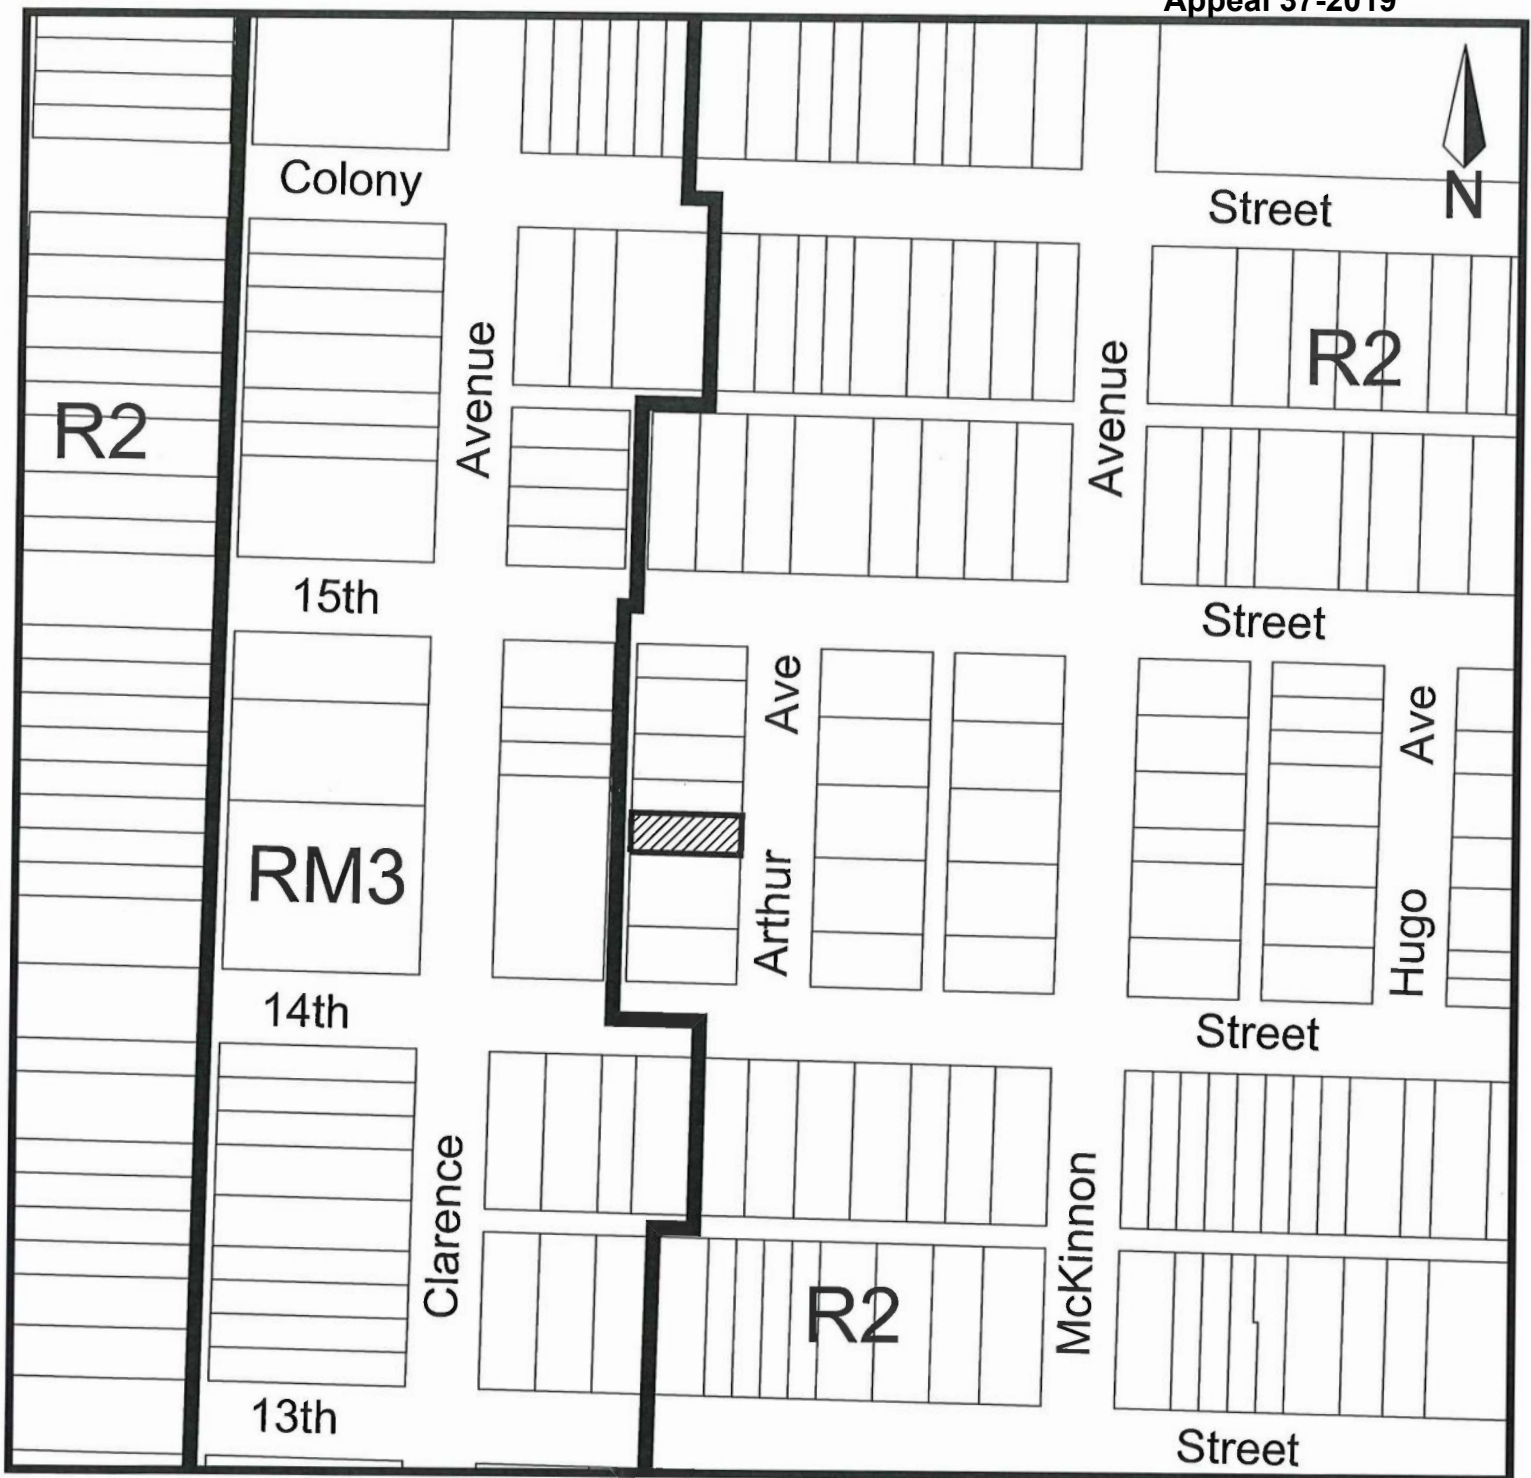 Appeal 37-2019
N
Colony Street
Avenue
Avenue
R2
R2
15th Street
Ave
Ave
RM3
Arthur
Hugo
14th Street
Clarence
McKinnon
R2
13th Street